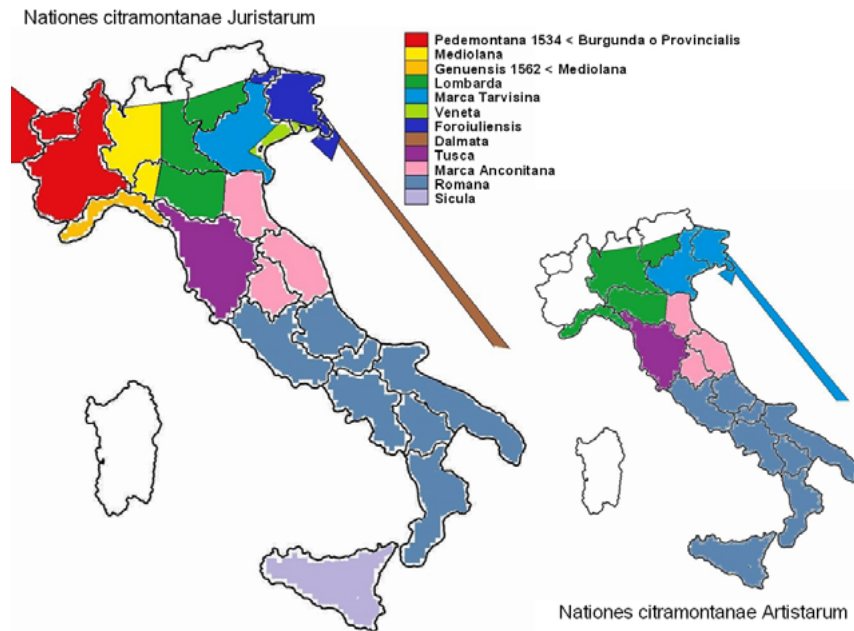 Nationes citramontanae Juristarum
Pedemontana 1534 < Burgunda o Provincialis
Mediolana
Genuensis 1562 < Mediolana
Lombarda
Marca Tarvisina
Veneta
Foroiuliensis
Dalmata
Tusca
Marca Anconitana
Romana
Sicula
Nationes citramontanae Artistarum